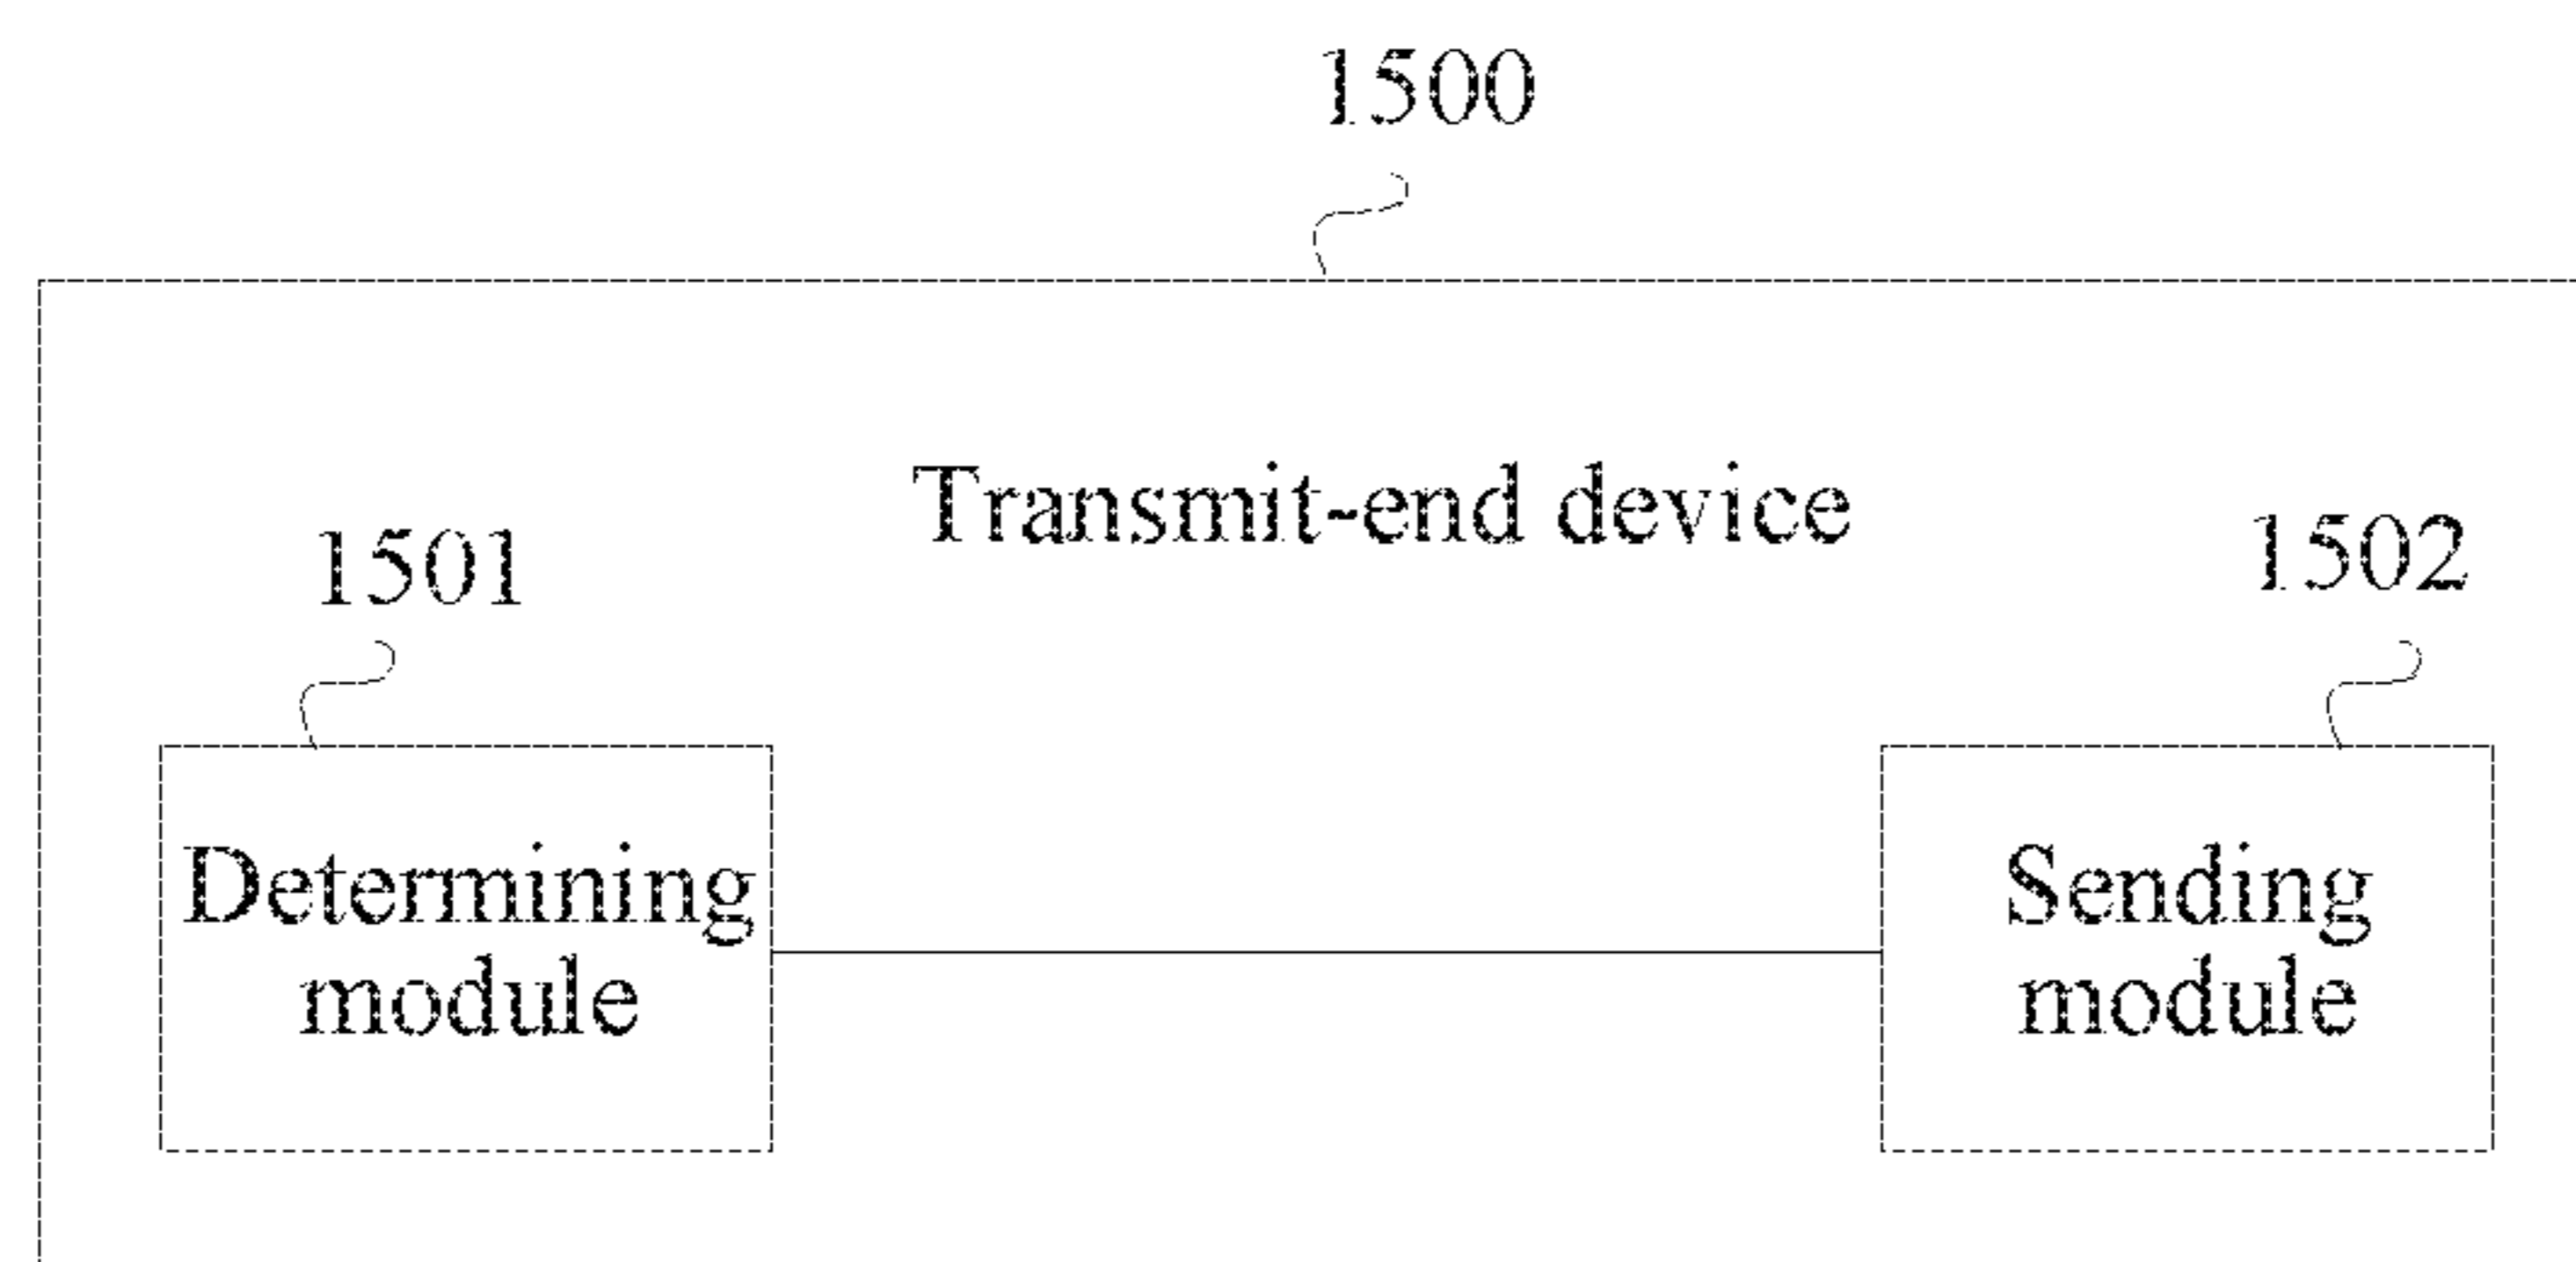 1500
Transmit-end device
1501
1502
Determining
module
Sending
module